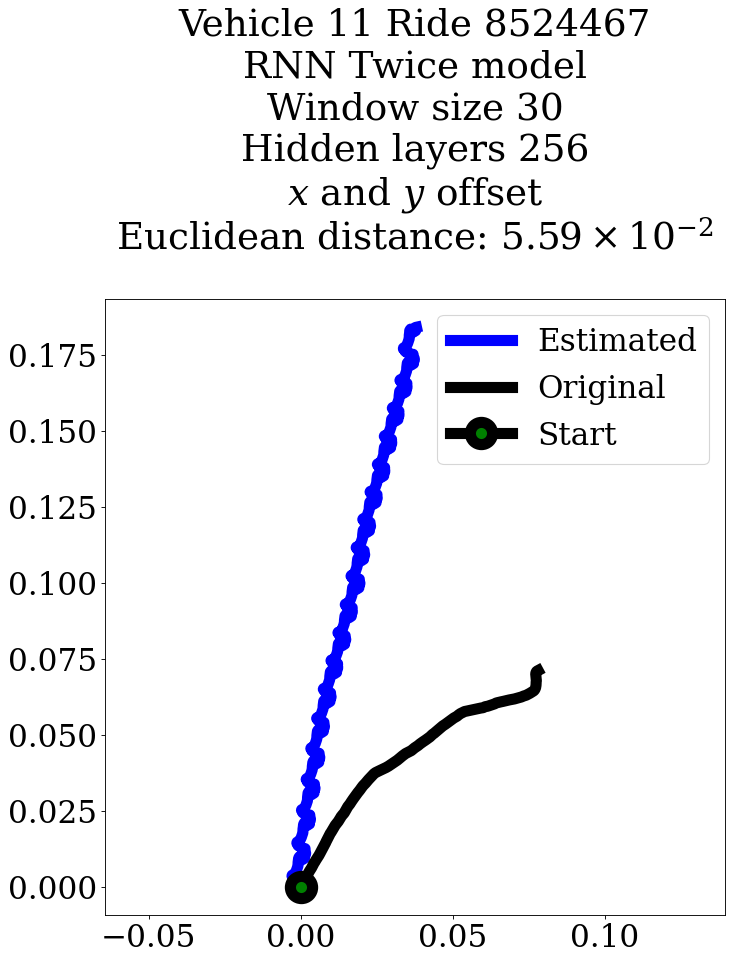 Vehicle 11 Ride 8524467
RNN Twice model
Window size 30
Hidden layers 256
x and y offset
Euclidean distance: 5.59 × 10⁻²
Estimated
Original
Start
0.175
0.150
0.125
0.100
0.075
0.050
0.025
0.000
−0.05
0.00
0.05
0.10